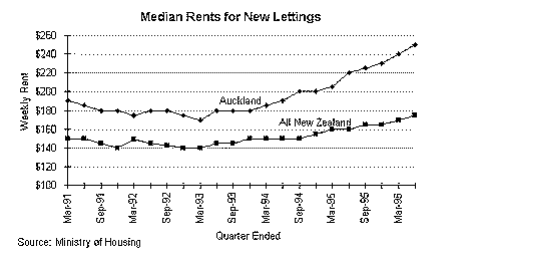 Median Rents for New Lettings
$260
$240
$220
$200
$180
$160
$140
$120
$100
Weekly Rent
Auckland
All New Zealand
Mar-91
Sep-91
Mar-92
Sep-92
Mar-93
Sep-93
Mar-94
Sep-94
Mar-95
Sep-95
Mar-96
Quarter Ended
Source: Ministry of Housing